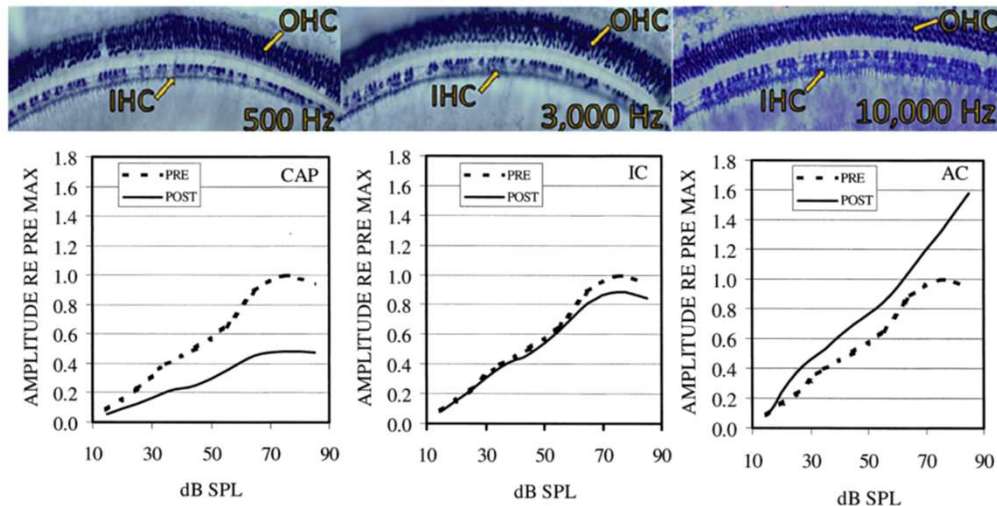 OHC
IHC
500 Hz
OHC
IHC
3,000 Hz
OHC
IHC
10,000 Hz
AMPLITUDE RE PRE MAX
1.8
1.6
1.4
1.2
1.0
0.8
0.6
0.4
0.2
0.0
PRE
POST
CAP
10 30 50 70 90
dB SPL
AMPLITUDE RE PRE MAX
1.8
1.6
1.4
1.2
1.0
0.8
0.6
0.4
0.2
0.0
PRE
POST
IC
10 30 50 70 90
dB SPL
AMPLITUDE RE PRE MAX
1.8
1.6
1.4
1.2
1.0
0.8
0.6
0.4
0.2
0.0
PRE
POST
AC
10 30 50 70 90
dB SPL